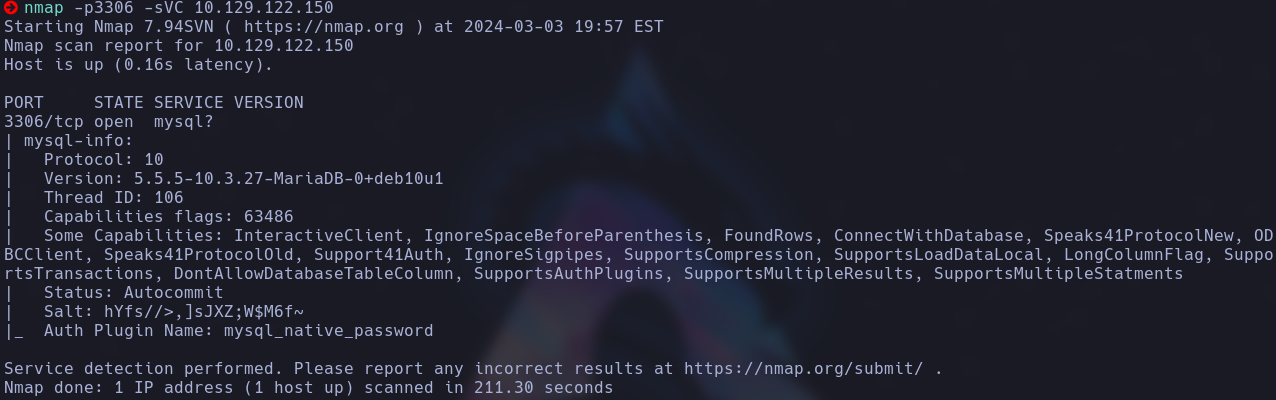 nmap -p3306 -sVC 10.129.122.150
Starting Nmap 7.94SVN ( https://nmap.org ) at 2024-03-03 19:57 EST
Nmap scan report for 10.129.122.150
Host is up (0.16s latency).
PORT     STATE SERVICE VERSION
3306/tcp open  mysql?
| mysql-info:
|   Protocol: 10
|   Version: 5.5.5-10.3.27-MariaDB-0+deb10u1
|   Thread ID: 106
|   Capabilities flags: 63486
|   Some Capabilities: InteractiveClient, IgnoreSpaceBeforeParenthesis, FoundRows, ConnectWithDatabase, Speaks41ProtocolNew, OD
BCClient, Speaks41ProtocolOld, Support41Auth, IgnoreSigpipes, SupportsCompression, SupportsLoadDataLocal, LongColumnFlag, Suppo
rtsTransactions, DontAllowDatabaseTableColumn, SupportsAuthPlugins, SupportsMultipleResults, SupportsMultipleStatments
|   Status: Autocommit
|   Salt: hYfs//>,]sJXZ;W$M6f~
|_  Auth Plugin Name: mysql_native_password
Service detection performed. Please report any incorrect results at https://nmap.org/submit/ .
Nmap done: 1 IP address (1 host up) scanned in 211.30 seconds